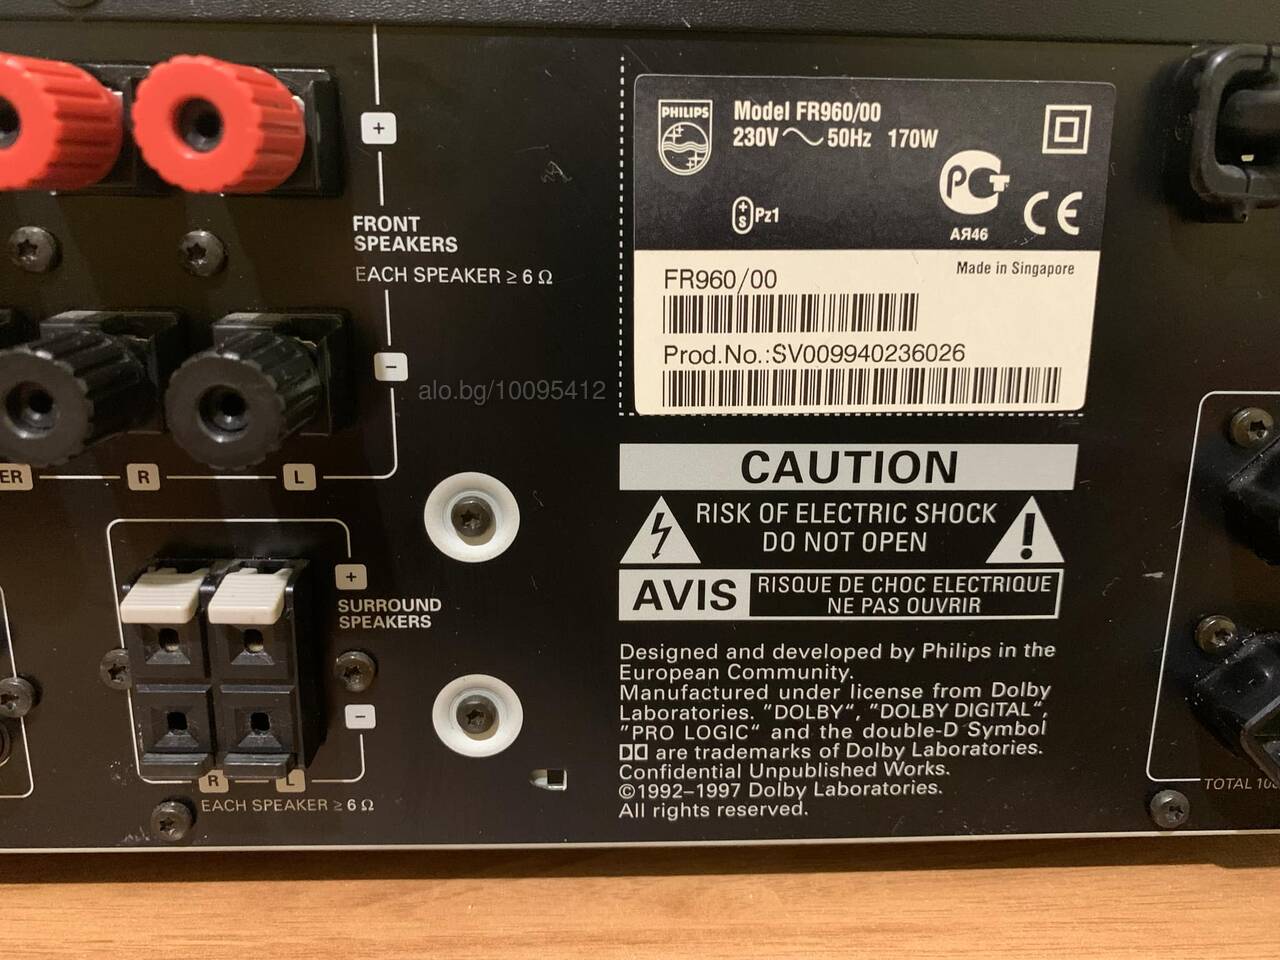 +
FRONT
SPEAKERS
EACH SPEAKER ≥ 6 Ω
−
ER
R
L
alo.bg/10095412
+
SURROUND
SPEAKERS
−
R
L
EACH SPEAKER ≥ 6 Ω
PHILIPS
Model FR960/00
230V ~ 50Hz 170W
+
S
Pz1
РСТ
АЯ46
CE
FR960/00
Made in Singapore
Prod.No.:SV009940236026
CAUTION
RISK OF ELECTRIC SHOCK
DO NOT OPEN
AVIS
RISQUE DE CHOC ELECTRIQUE
NE PAS OUVRIR
Designed and developed by Philips in the
European Community.
Manufactured under license from Dolby
Laboratories. "DOLBY", "DOLBY DIGITAL",
"PRO LOGIC" and the double-D Symbol
are trademarks of Dolby Laboratories.
Confidential Unpublished Works.
©1992–1997 Dolby Laboratories.
All rights reserved.
TOTAL